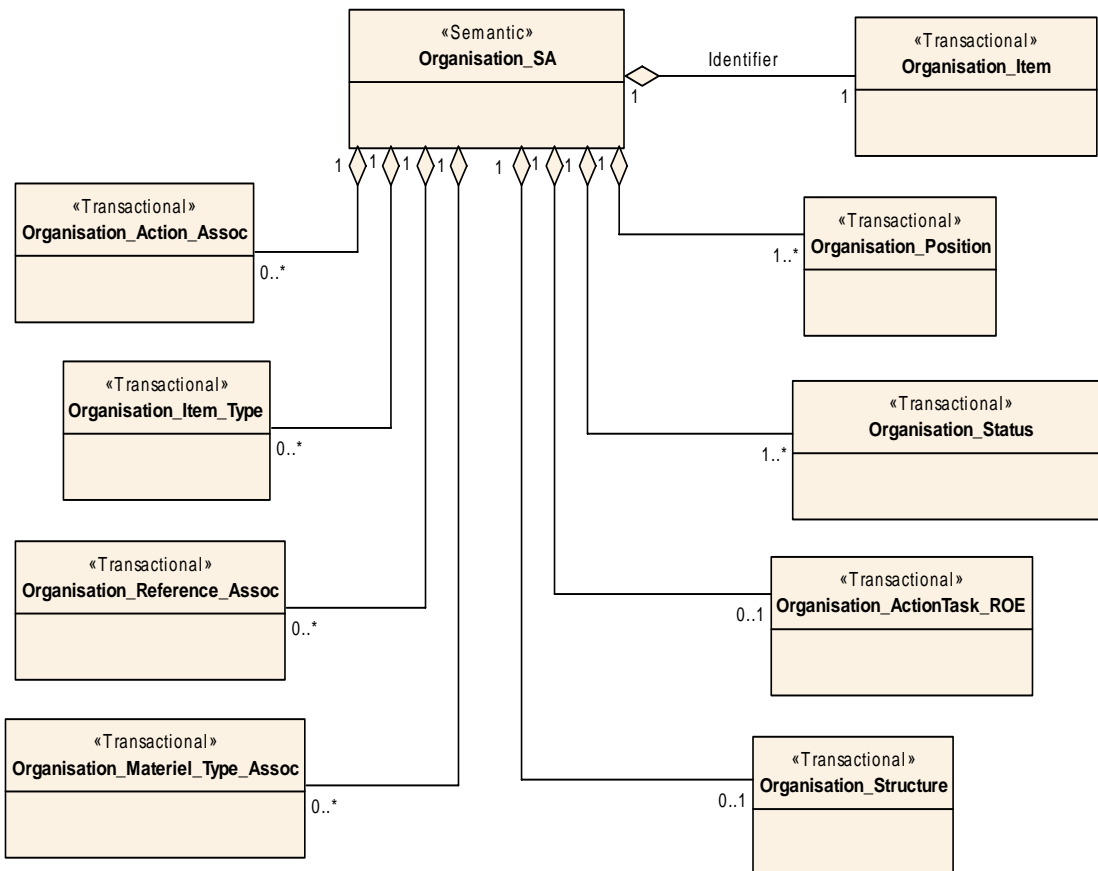 «Semantic»
Organisation_SA
Identifier
1
1
«Transactional»
Organisation_Item
1 1 1 1 1 1 1 1
«Transactional»
Organisation_Action_Assoc
0..*
«Transactional»
Organisation_Position
1..*
«Transactional»
Organisation_Item_Type
0..*
«Transactional»
Organisation_Status
1..*
«Transactional»
Organisation_Reference_Assoc
0..*
«Transactional»
Organisation_ActionTask_ROE
0..1
«Transactional»
Organisation_Materiel_Type_Assoc
0..*
«Transactional»
Organisation_Structure
0..1